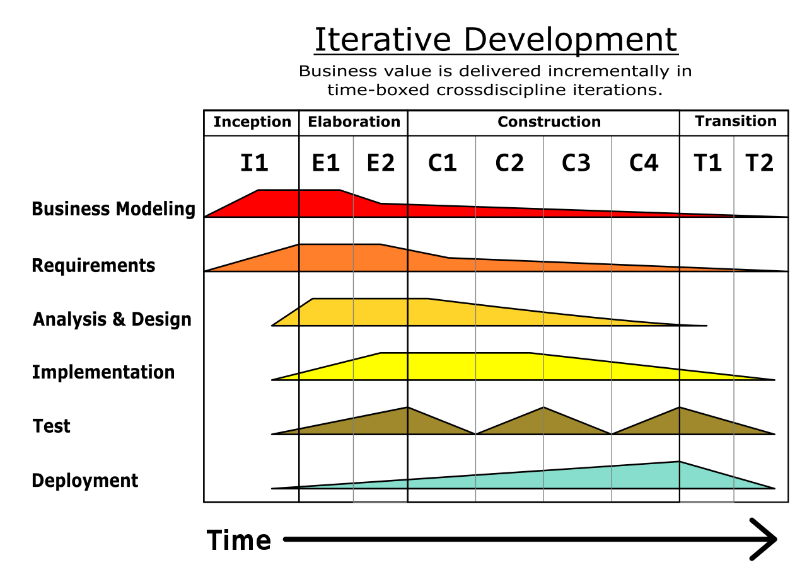 Iterative Development
Business value is delivered incrementally in
time-boxed crossdiscipline iterations.
Inception Elaboration Construction Transition
I1 E1 E2 C1 C2 C3 C4 T1 T2
Business Modeling
Requirements
Analysis & Design
Implementation
Test
Deployment
Time